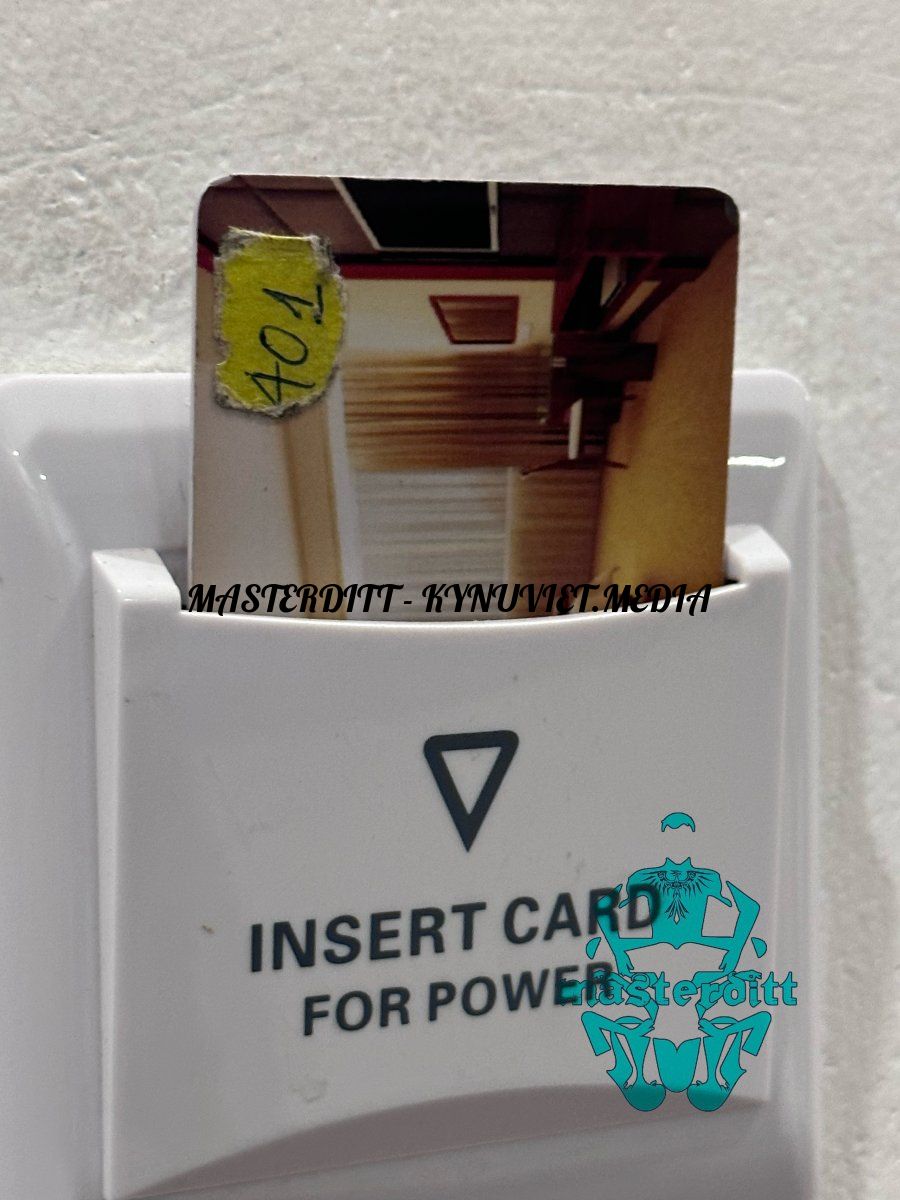 401
MASTERDITT - KYNUVIET.MEDIA
INSERT CARD
FOR POWER
masterditt